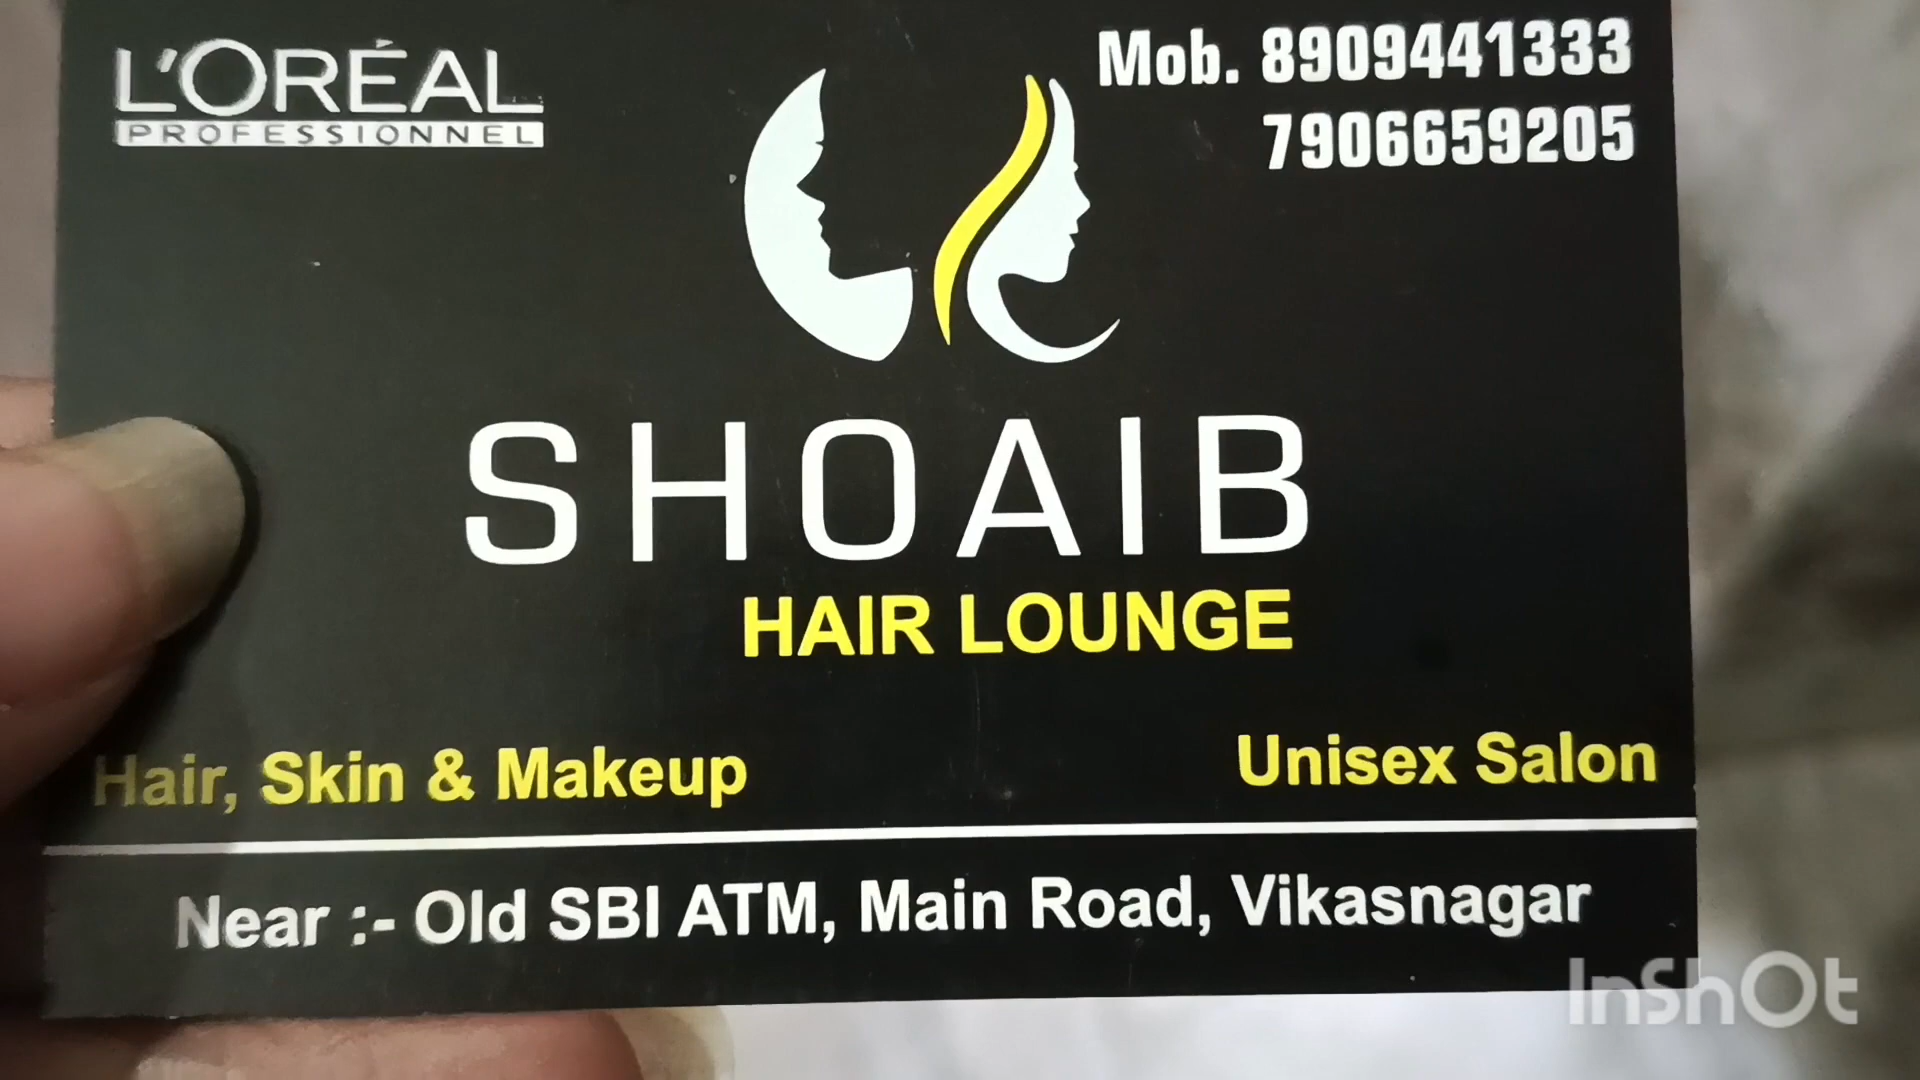 L'ORÉAL
PROFESSIONNEL
Mob. 8909441333
7906659205
SHOAIB
HAIR LOUNGE
Hair, Skin & Makeup
Unisex Salon
Near :- Old SBI ATM, Main Road, Vikasnagar
InShOt